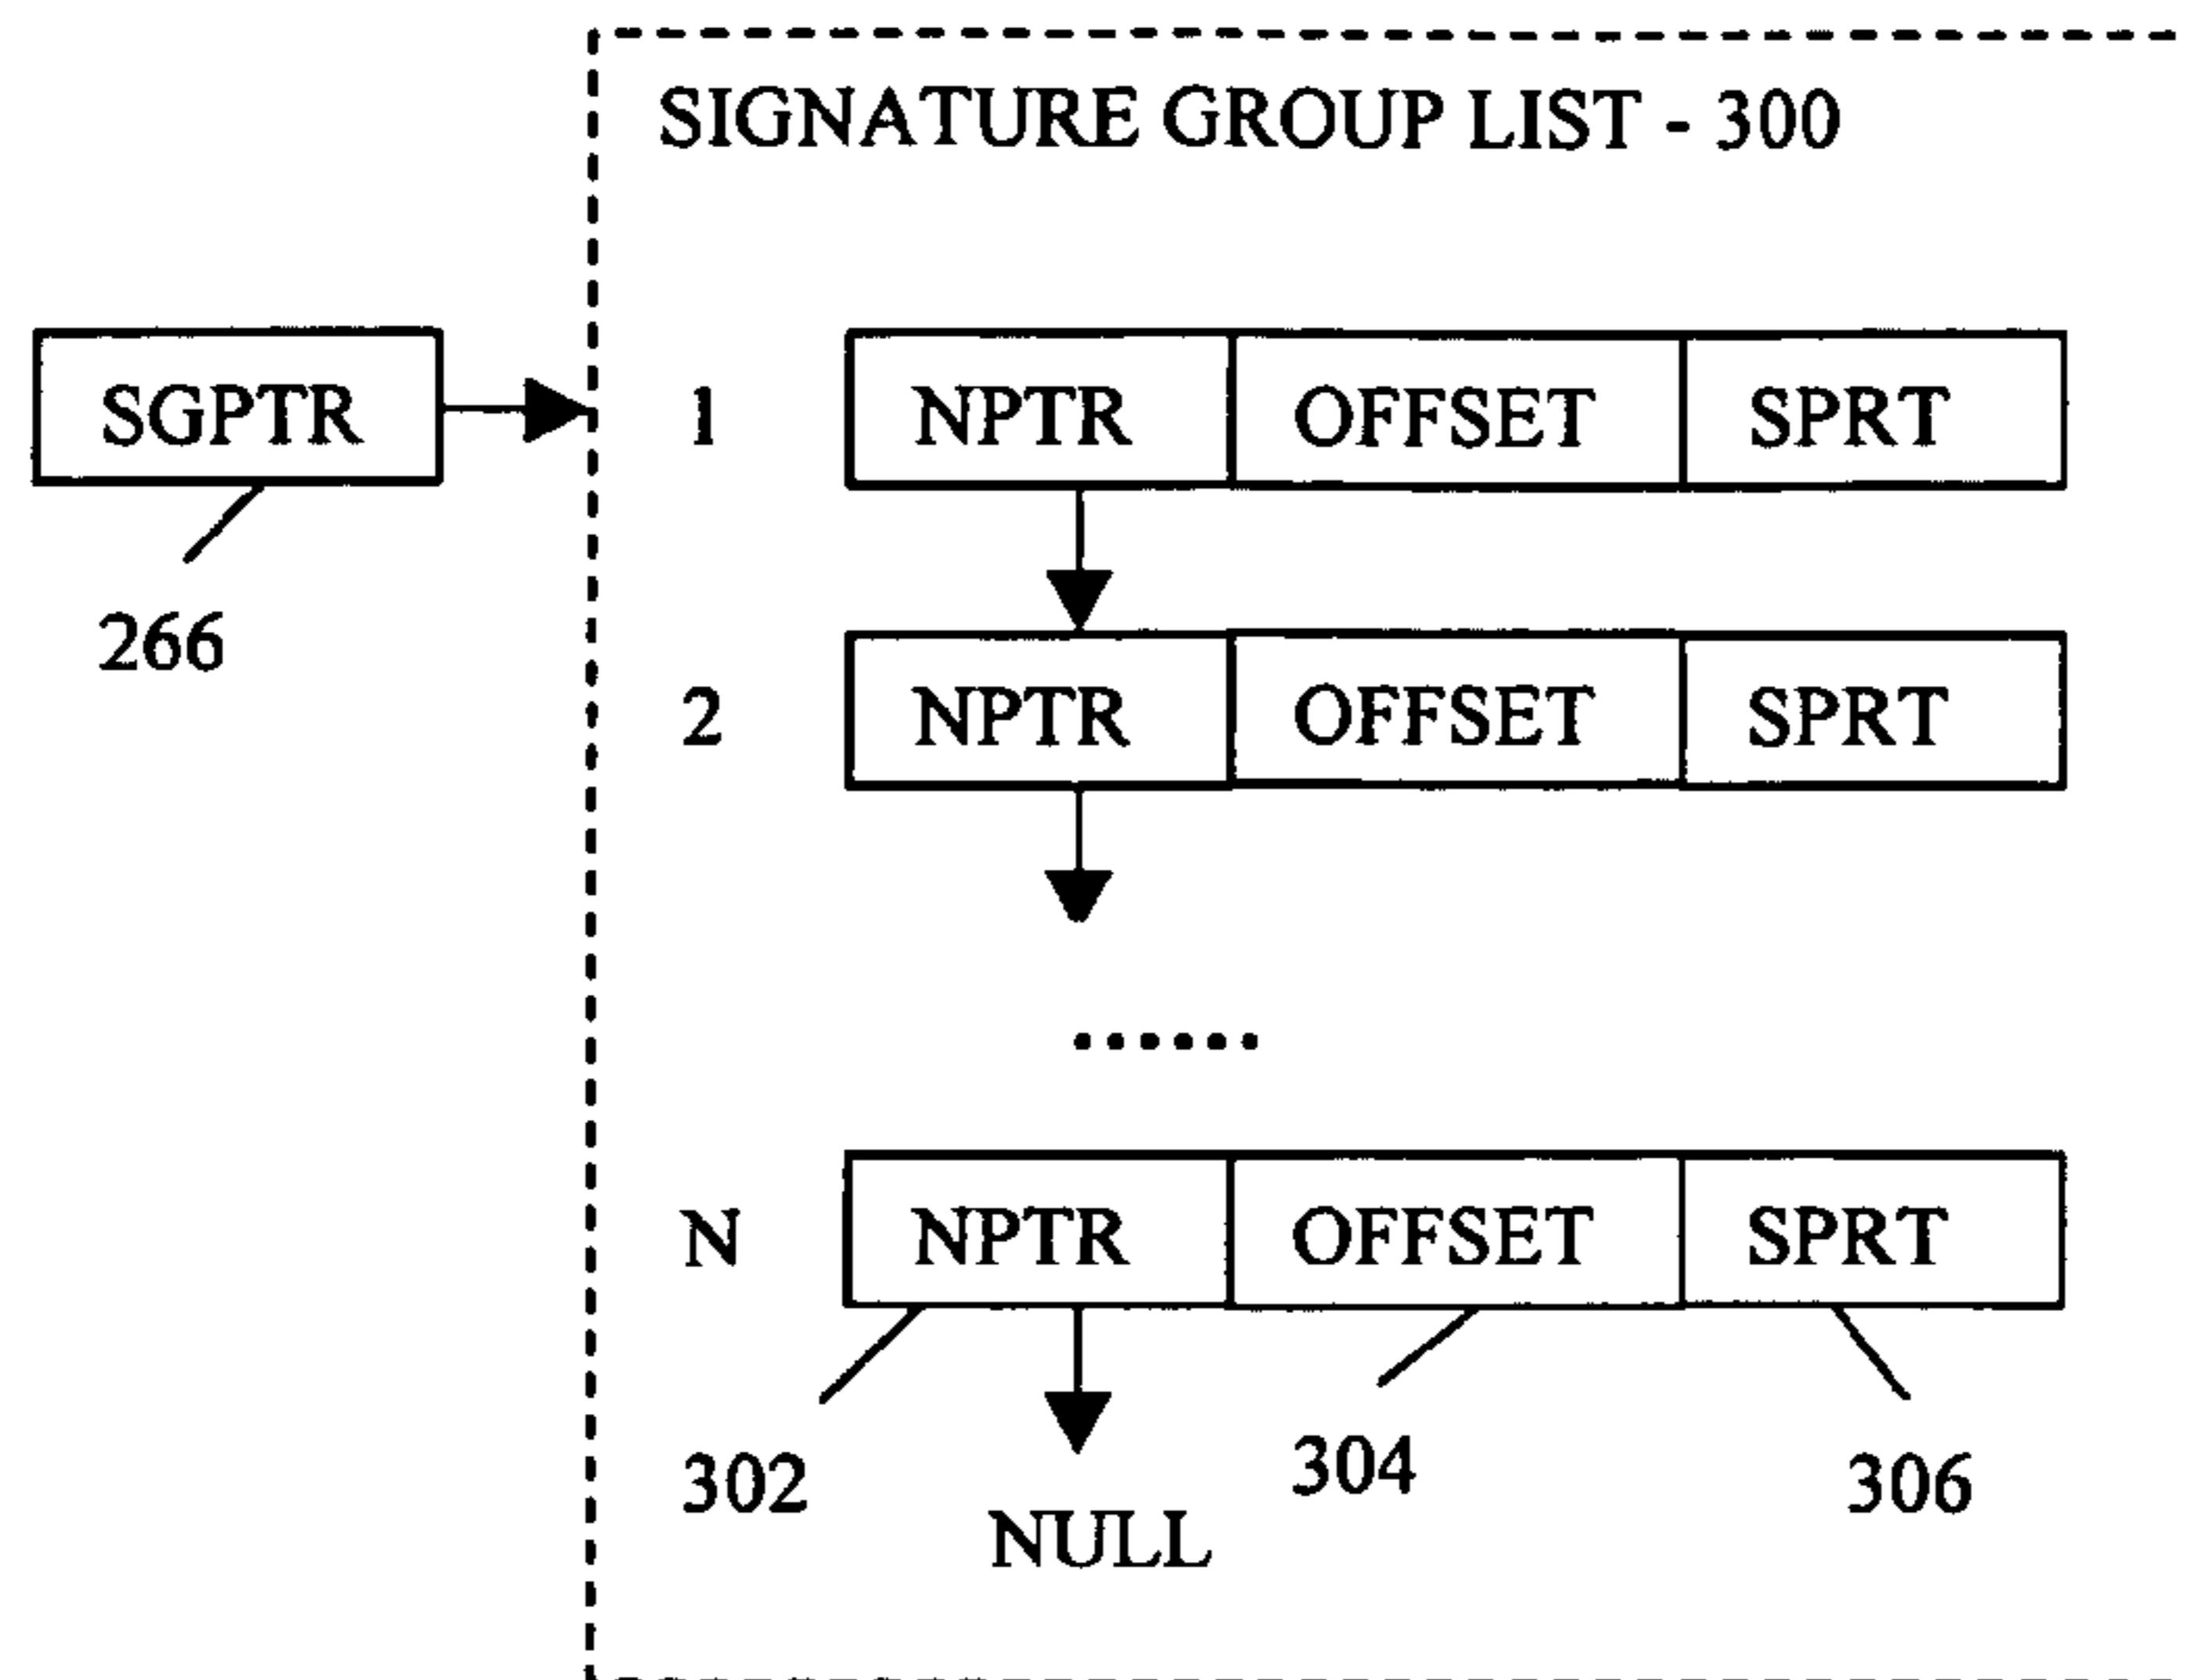 SIGNATURE GROUP LIST - 300
SGPTR
266
1 NPTR OFFSET SPRT
2 NPTR OFFSET SPRT
......
N NPTR OFFSET SPRT
302 304 306
NULL